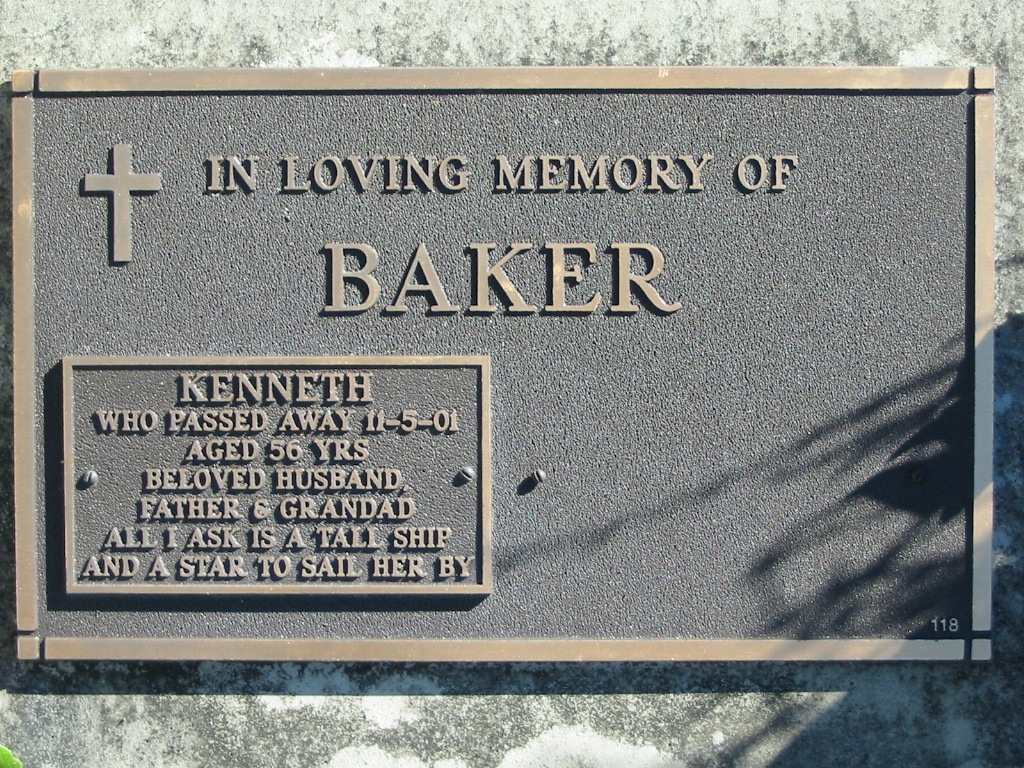 IN LOVING MEMORY OF
BAKER
KENNETH
WHO PASSED AWAY 11-5-01
AGED 56 YRS
BELOVED HUSBAND,
FATHER & GRANDAD
ALL I ASK IS A TALL SHIP
AND A STAR TO SAIL HER BY
118